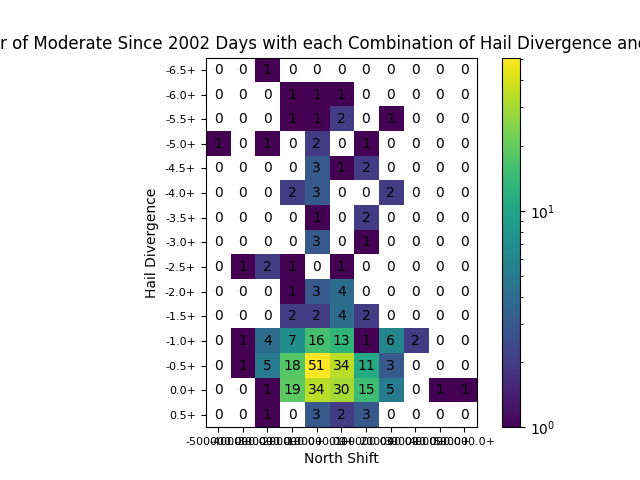 r of Moderate Since 2002 Days with each Combination of Hail Divergence and
Hail Divergence
-6.5+ 0 0 1 0 0 0 0 0 0 0 0
-6.0+ 0 0 0 1 1 1 0 0 0 0 0
-5.5+ 0 0 0 1 1 2 0 1 0 0 0
-5.0+ 1 0 1 0 2 0 1 0 0 0 0
-4.5+ 0 0 0 0 3 1 2 0 0 0 0
-4.0+ 0 0 0 2 3 0 0 2 0 0 0
-3.5+ 0 0 0 0 1 0 2 0 0 0 0
-3.0+ 0 0 0 0 3 0 1 0 0 0 0
-2.5+ 0 1 2 1 0 1 0 0 0 0 0
-2.0+ 0 0 0 1 3 4 0 0 0 0 0
-1.5+ 0 0 0 2 2 4 2 0 0 0 0
-1.0+ 0 1 4 7 16 13 1 6 2 0 0
-0.5+ 0 1 5 18 51 34 11 3 0 0 0
0.0+ 0 0 1 19 34 30 15 5 0 1 1
0.5+ 0 0 1 0 3 2 3 0 0 0 0
North Shift
10^1
10^0